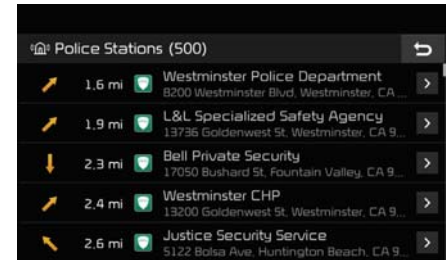 Police Stations (500)
1.6 mi Westminster Police Department
8200 Westminster Blvd, Westminster, CA ...
1.9 mi L&L Specialized Safety Agency
13736 Goldenwest St, Westminster, CA 9...
2.3 mi Bell Private Security
17050 Bushard St, Fountain Valley, CA 9...
2.4 mi Westminster CHP
13200 Goldenwest St, Westminster, CA 9...
2.6 mi Justice Security Service
5122 Bolsa Ave, Huntington Beach, CA 9...